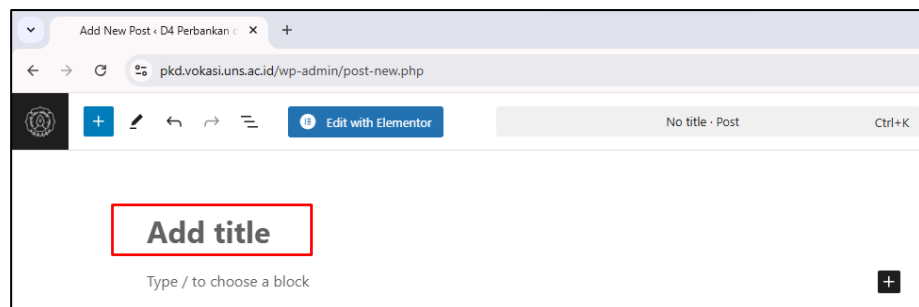 Add New Post ‹ D4 Perbankan
pkd.vokasi.uns.ac.id/wp-admin/post-new.php
Edit with Elementor
No title · Post
Ctrl+K
Add title
Type / to choose a block